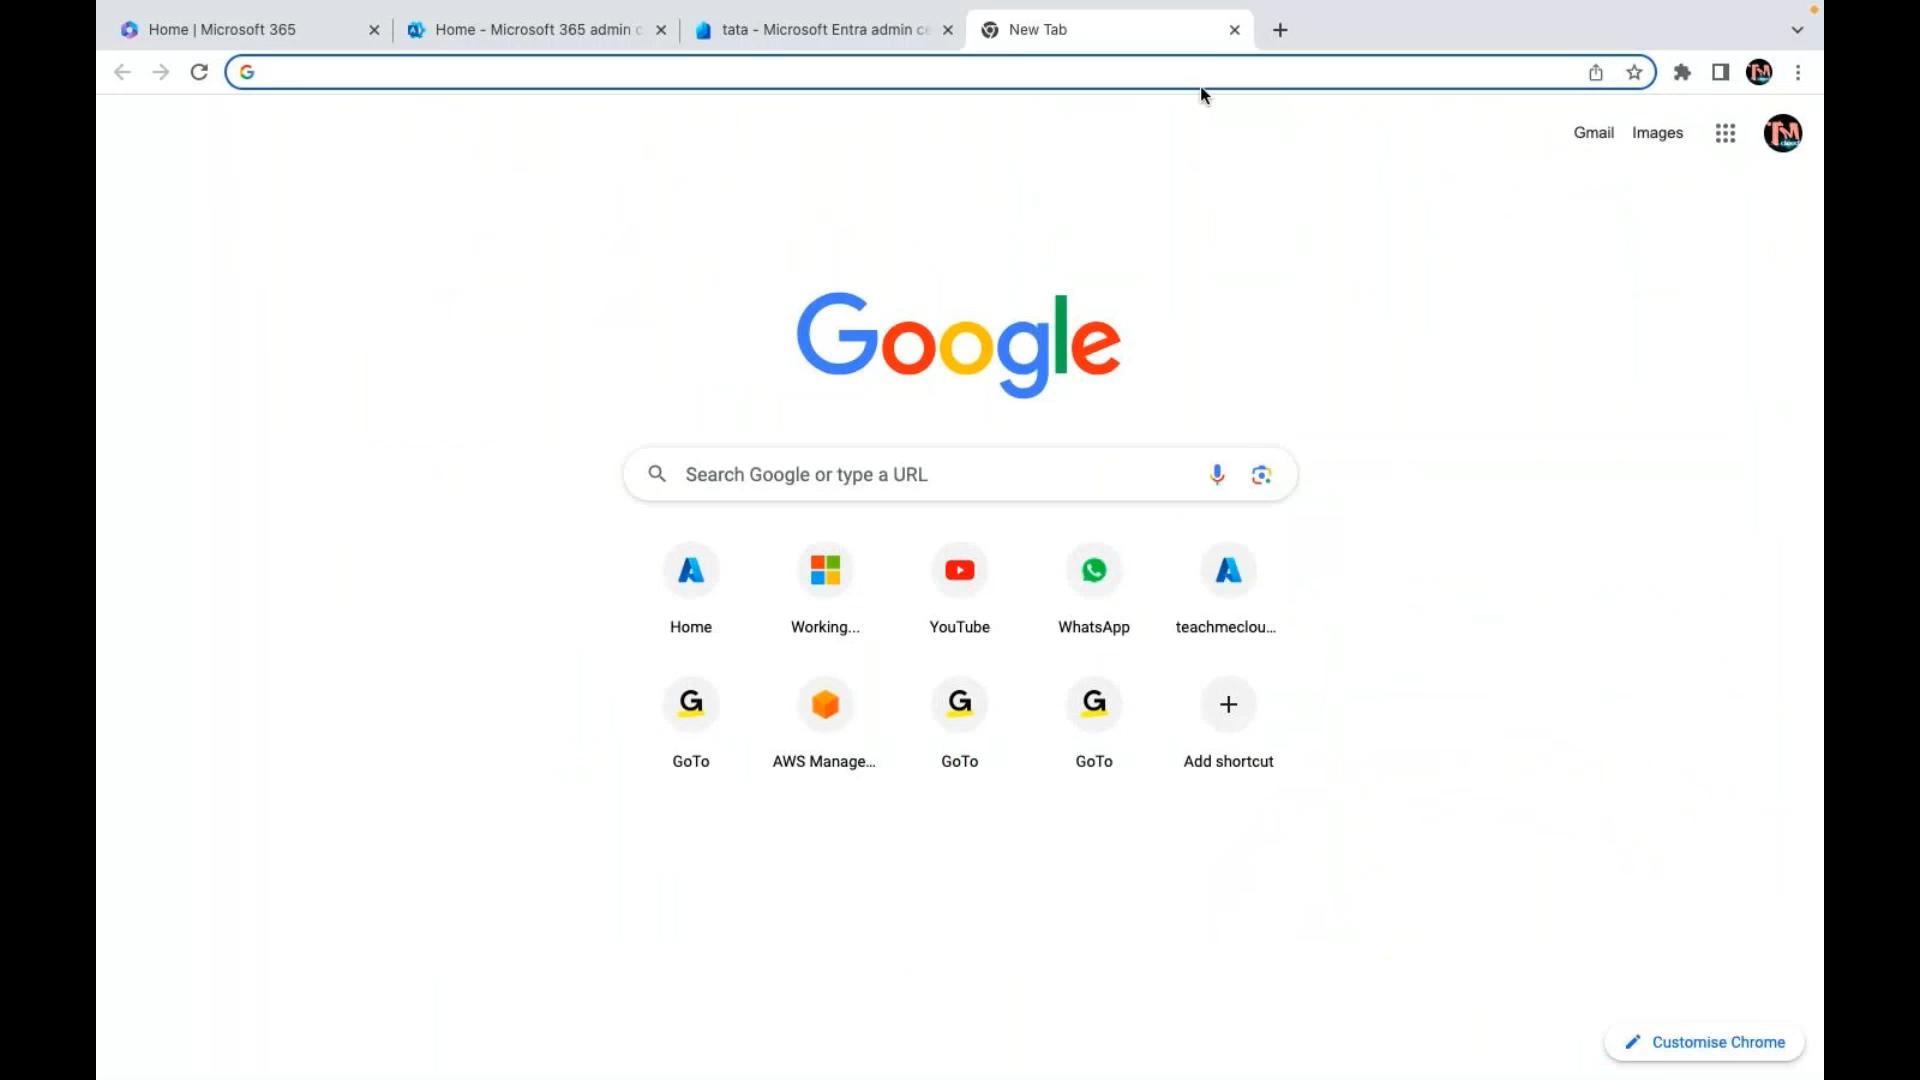 Home | Microsoft 365
Home - Microsoft 365 admin c
tata - Microsoft Entra admin ce
New Tab
Gmail
Images
TM
Google
Search Google or type a URL
Home
Working...
YouTube
WhatsApp
teachmeclou...
GoTo
AWS Manage...
GoTo
GoTo
Add shortcut
Customise Chrome